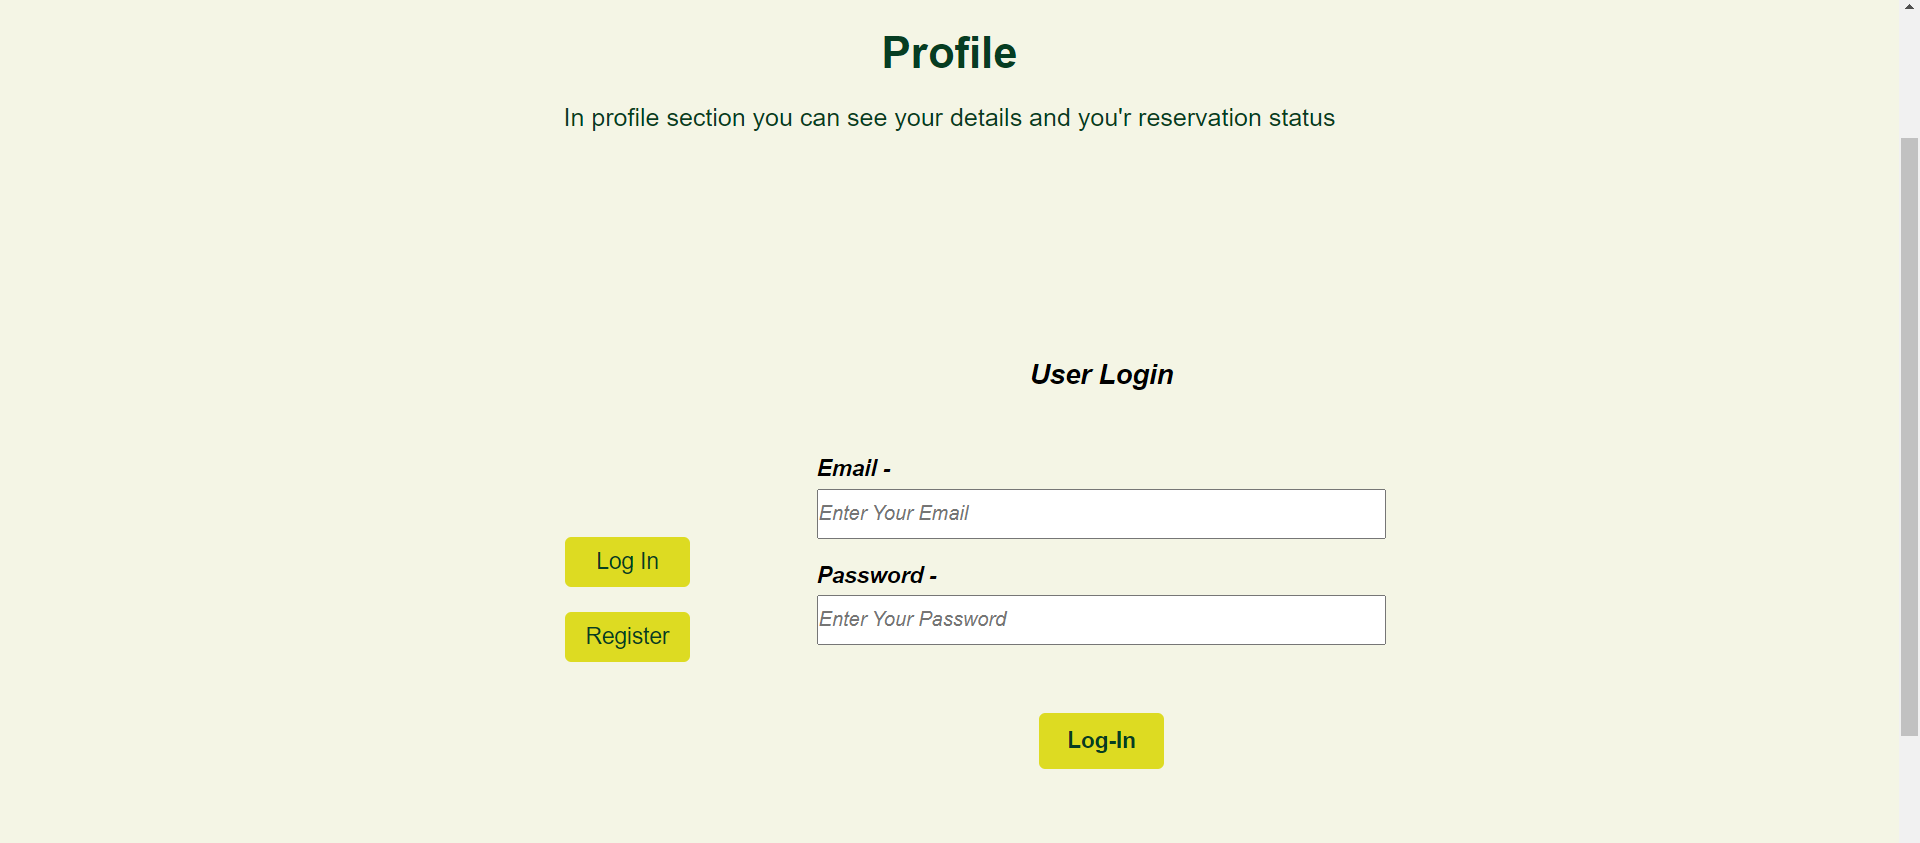 Profile
In profile section you can see your details and you'r reservation status
User Login
Email -
Enter Your Email
Log In
Password -
Enter Your Password
Register
Log-In